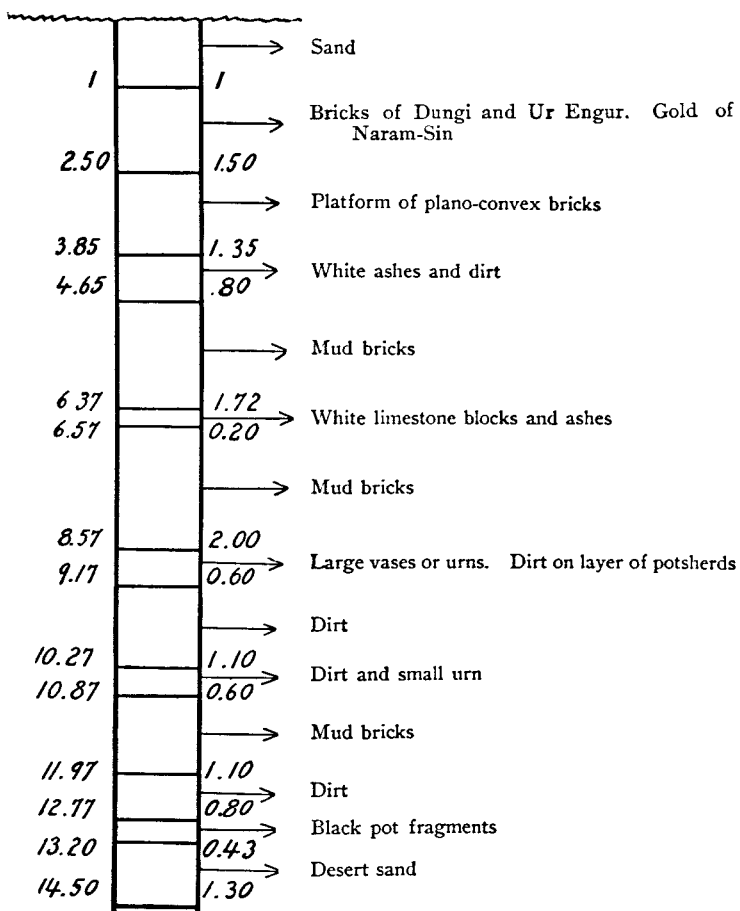 Sand
1 1
Bricks of Dungi and Ur Engur. Gold of
Naram-Sin
2.50 1.50
Platform of plano-convex bricks
3.85 1.35
White ashes and dirt
4.65 .80
Mud bricks
6 37 1.72
White limestone blocks and ashes
6.57 0.20
Mud bricks
8.57 2.00
Large vases or urns. Dirt on layer of potsherds
9.17 0.60
Dirt
10.27 1.10
Dirt and small urn
10.87 0.60
Mud bricks
11.97 1.10
Dirt
12.77 0.80
Black pot fragments
13.20 0.43
Desert sand
14.50 1.30